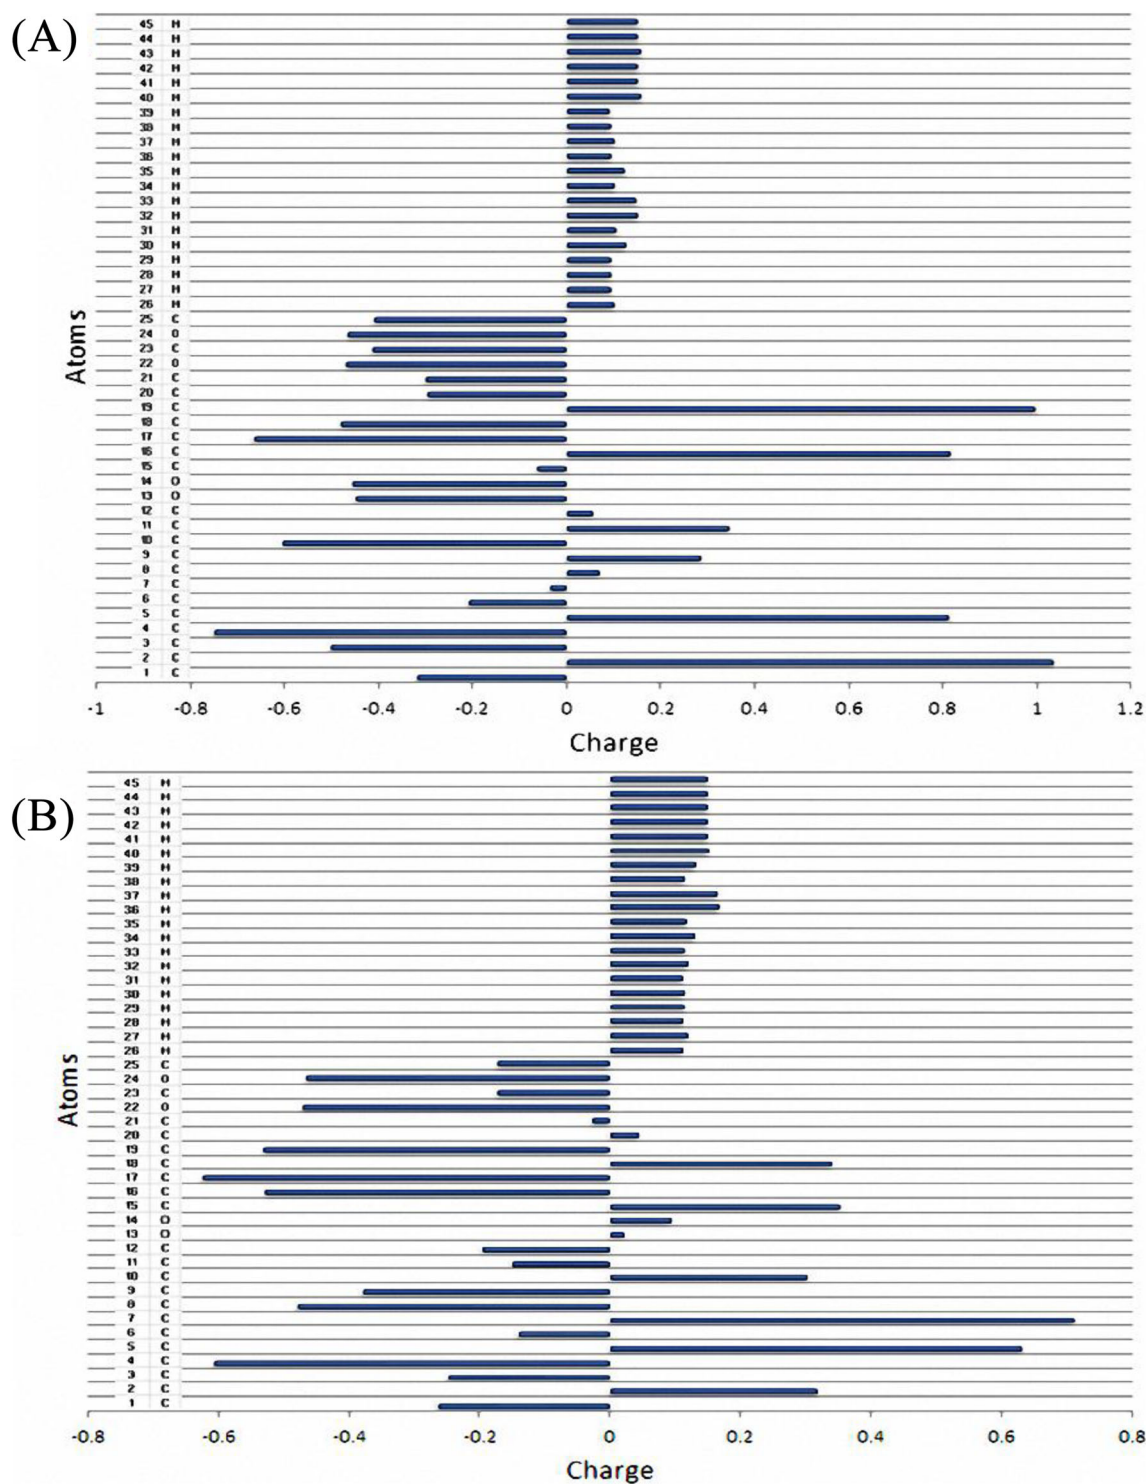 (A)
45 H
44 H
43 H
42 H
41 H
40 H
39 H
38 H
37 H
36 H
35 H
34 H
33 H
32 H
31 H
30 H
29 H
28 H
27 H
26 H
25 C
24 O
23 C
22 O
21 C
20 C
19 C
18 C
17 C
16 C
15 C
14 O
13 O
12 C
11 C
10 C
9 C
8 C
7 C
6 C
5 C
4 C
3 C
2 C
1 C
Atoms
-1 -0.8 -0.6 -0.4 -0.2 0 0.2 0.4 0.6 0.8 1 1.2
Charge
(B)
45 H
44 H
43 H
42 H
41 H
40 H
39 H
38 H
37 H
36 H
35 H
34 H
33 H
32 H
31 H
30 H
29 H
28 H
27 H
26 H
25 C
24 O
23 C
22 O
21 C
20 C
19 C
18 C
17 C
16 C
15 C
14 O
13 O
12 C
11 C
10 C
9 C
8 C
7 C
6 C
5 C
4 C
3 C
2 C
1 C
Atoms
-0.8 -0.6 -0.4 -0.2 0 0.2 0.4 0.6 0.8
Charge